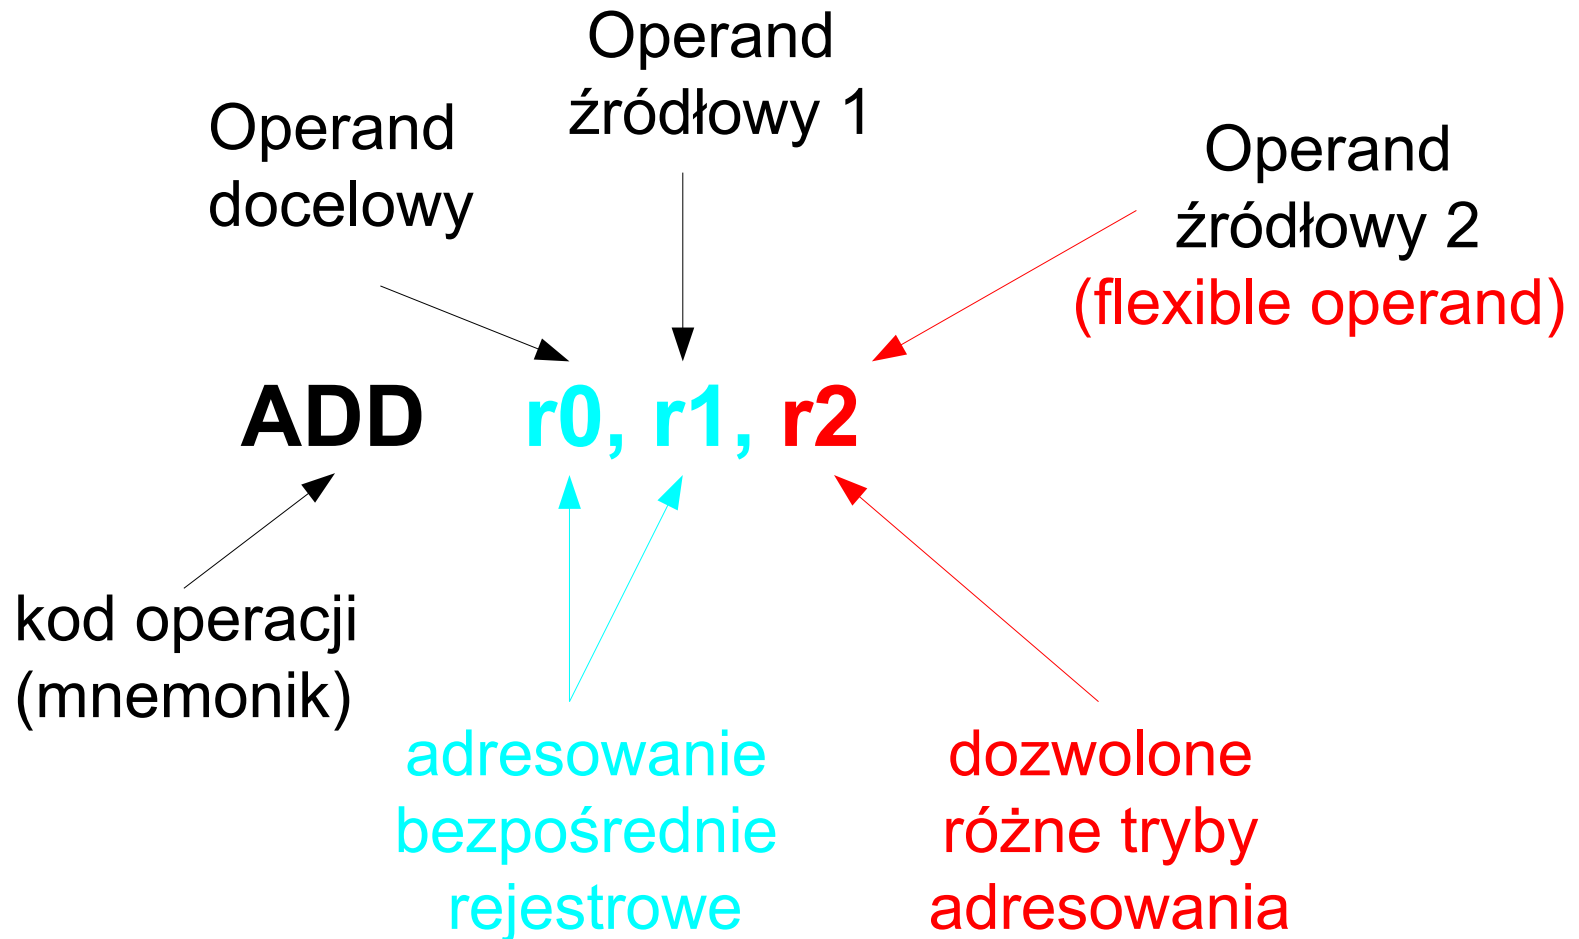 Operand
źródłowy 1
Operand
docelowy
Operand
źródłowy 2
(flexible operand)
ADD r0, r1, r2
kod operacji
(mnemonik)
adresowanie
bezpośrednie
rejestrowe
dozwolone
różne tryby
adresowania